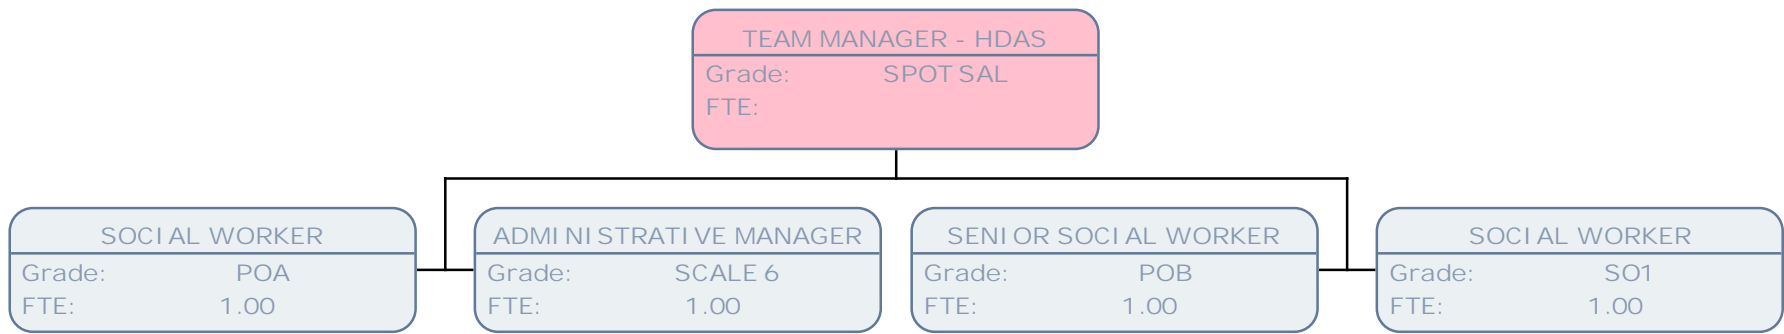 TEAM MANAGER - HDAS
Grade: SPOT SAL
FTE:
SOCIAL WORKER
Grade: POA
FTE: 1.00
ADMINISTRATIVE MANAGER
Grade: SCALE 6
FTE: 1.00
SENIOR SOCIAL WORKER
Grade: POB
FTE: 1.00
SOCIAL WORKER
Grade: SO1
FTE: 1.00